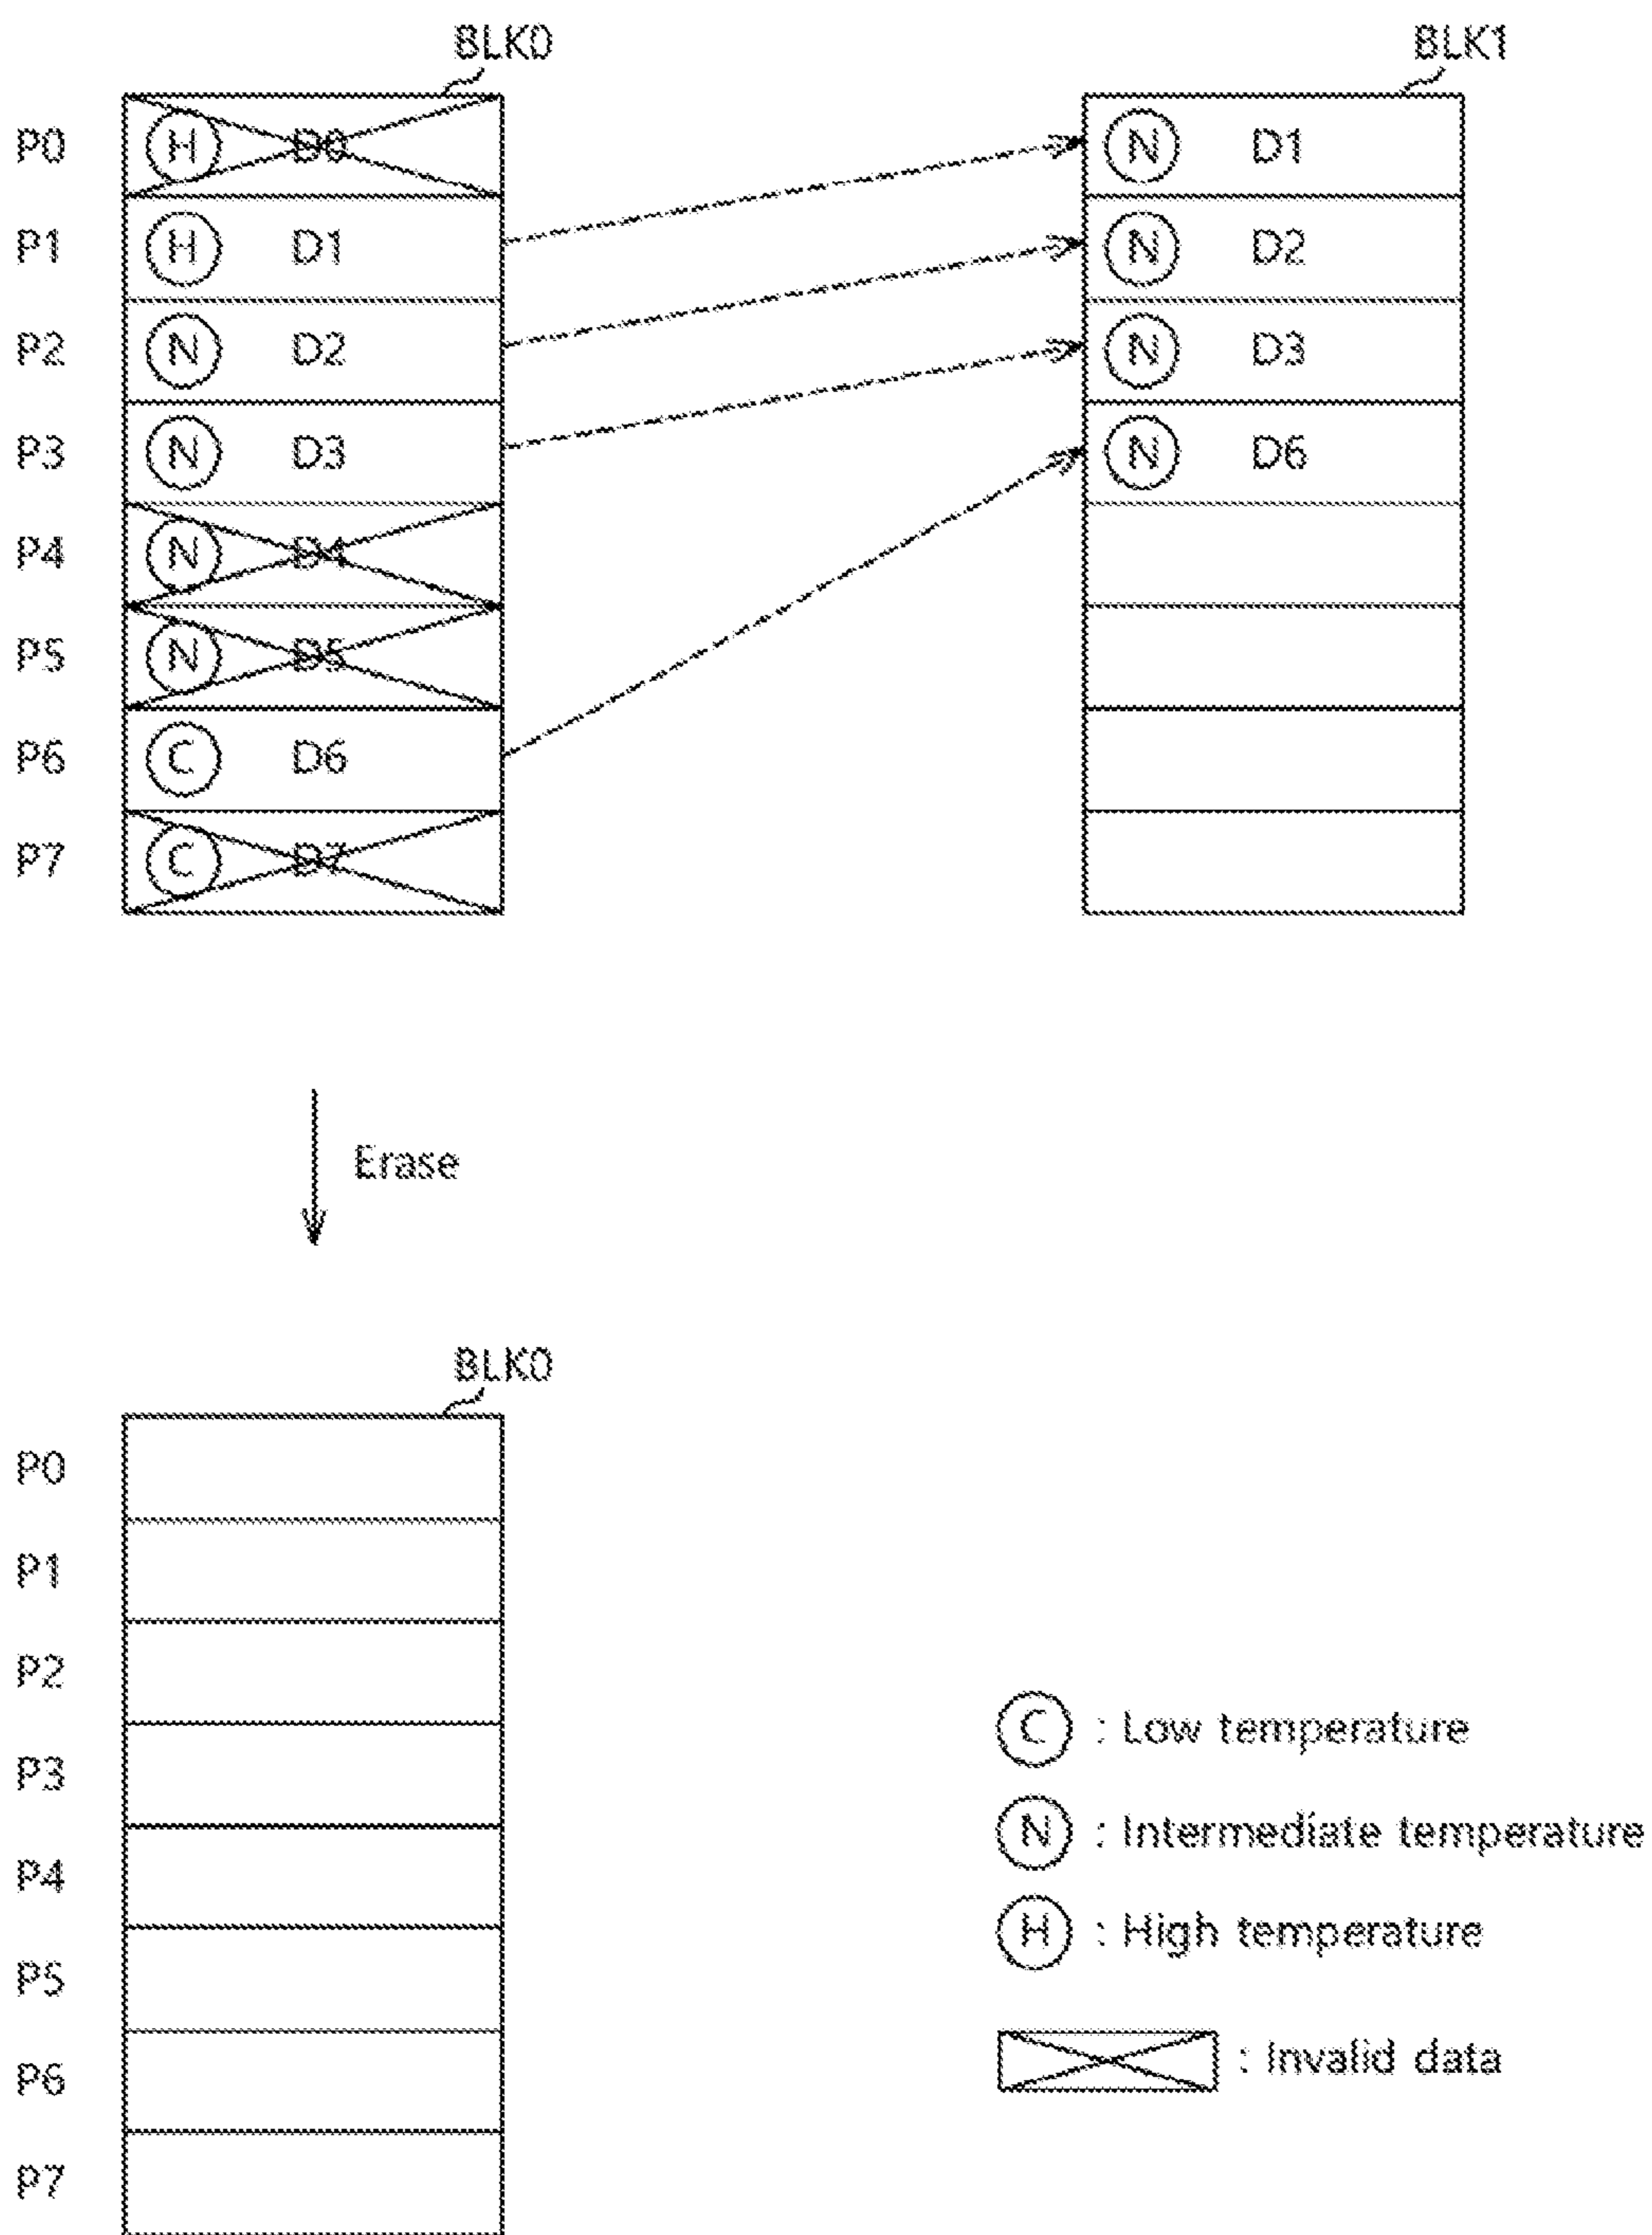 BLK0 BLK1
P0 H D0 N D1
P1 H D1 N D2
P2 N D2 N D3
P3 N D3 N D6
P4 N D4
P5 N D5
P6 C D6
P7 C D7
Erase
BLK0
P0
P1
P2
P3
P4
P5
P6
P7
C : Low temperature
N : Intermediate temperature
H : High temperature
: Invalid data